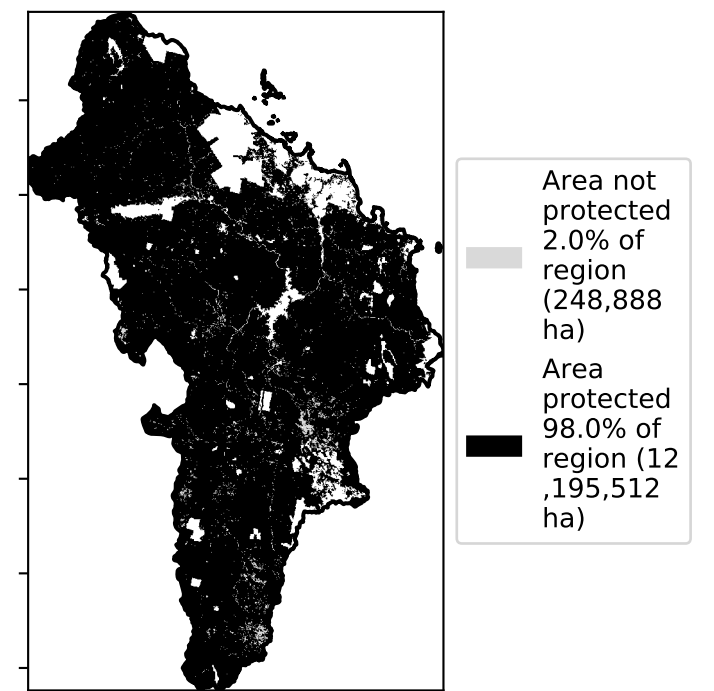 Area not
protected
2.0% of
region
(248,888
ha)
Area
protected
98.0% of
region (12
,195,512
ha)